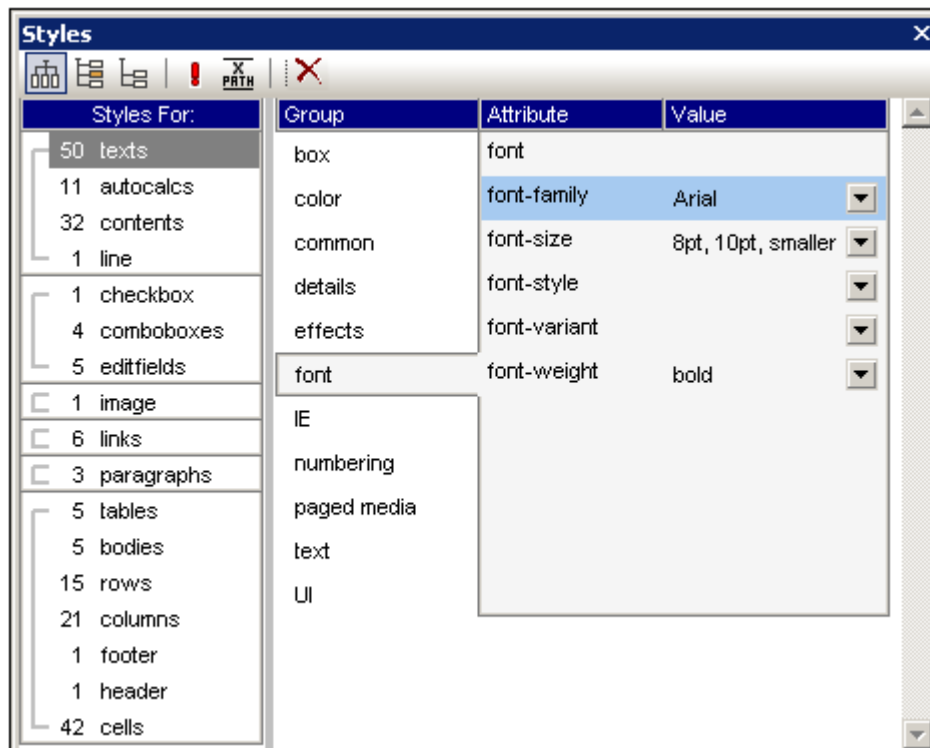 Styles
X PATH
Styles For:
50 texts
11 autocalcs
32 contents
1 line
1 checkbox
4 comboboxes
5 editfields
1 image
6 links
3 paragraphs
5 tables
5 bodies
15 rows
21 columns
1 footer
1 header
42 cells
Group
box
color
common
details
effects
font
IE
numbering
paged media
text
UI
Attribute Value
font
font-family Arial
font-size 8pt, 10pt, smaller
font-style
font-variant
font-weight bold